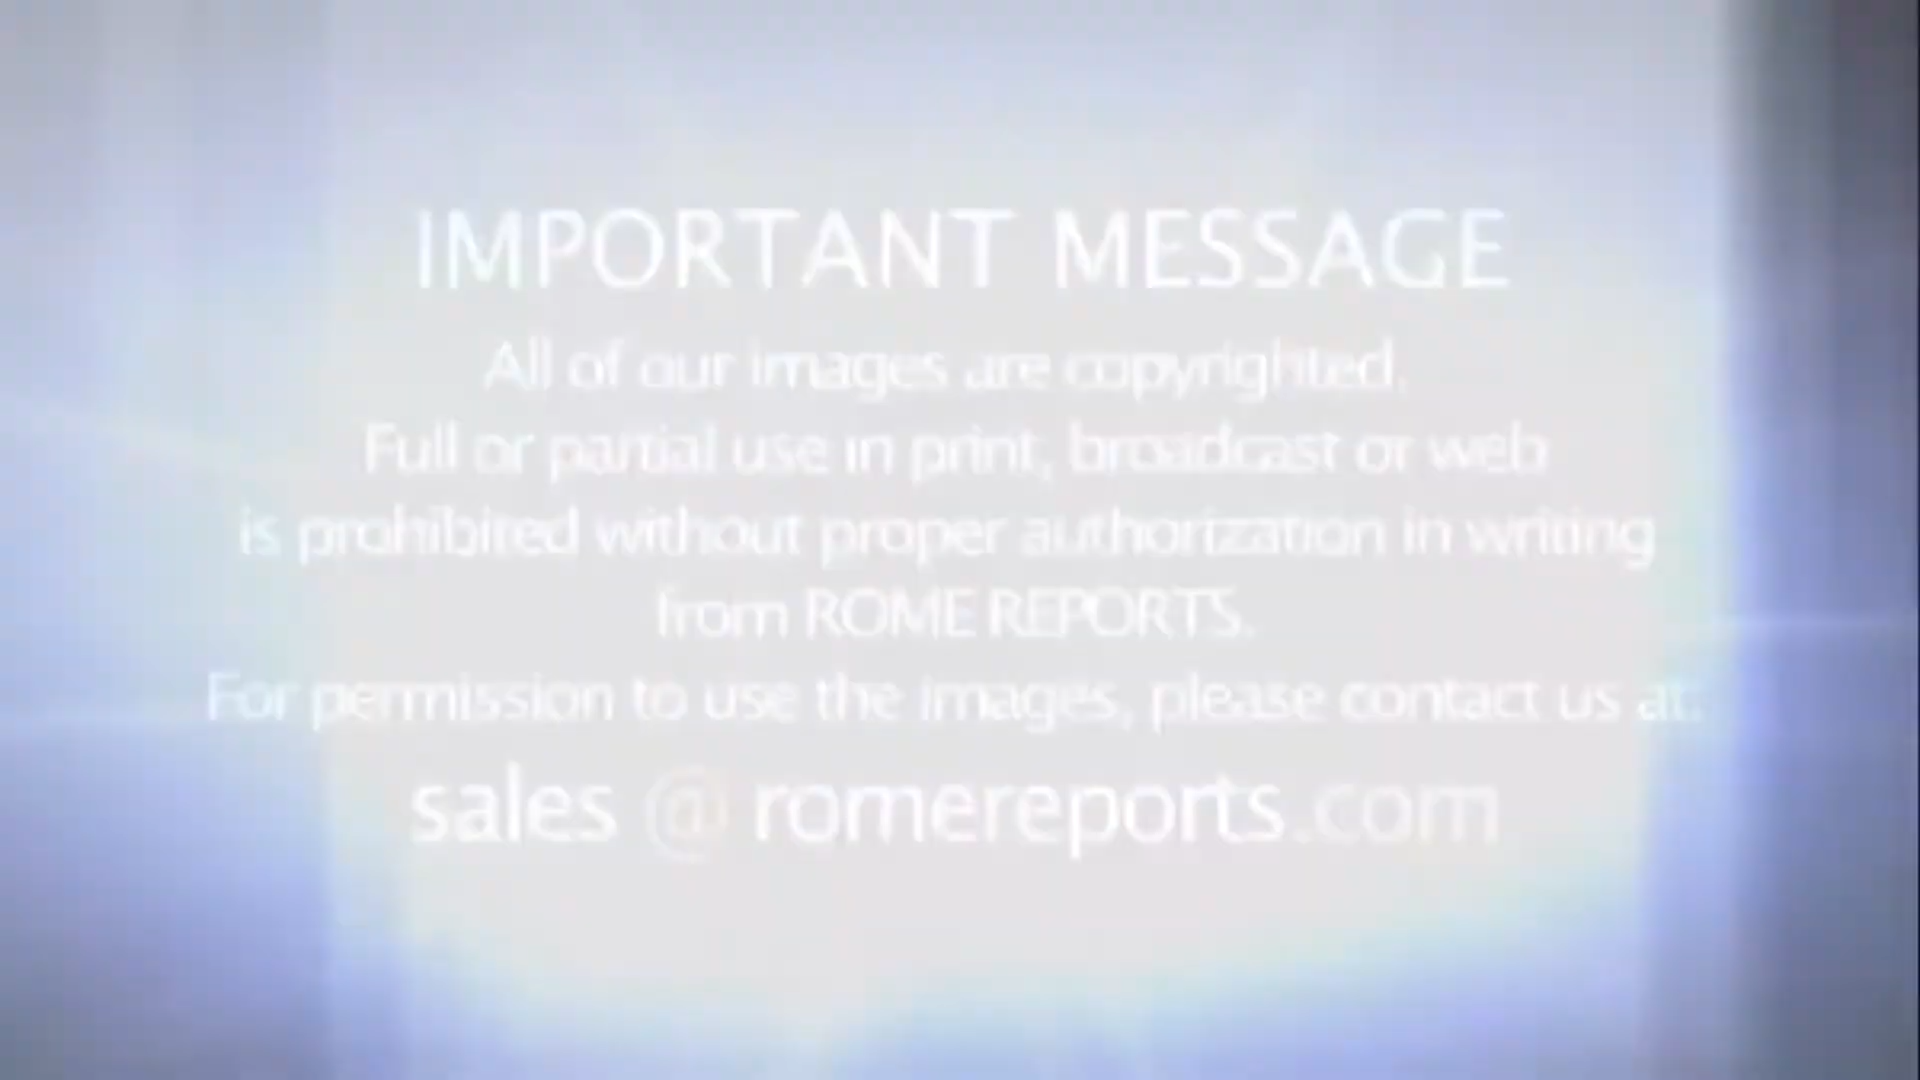 IMPORTANT MESSAGE
All of our images are copyrighted.
Full or partial use in print, broadcast or web
is prohibited without proper authorization in writing
from ROME REPORTS.
For permission to use the images, please contact us at:
sales @ romereports.com